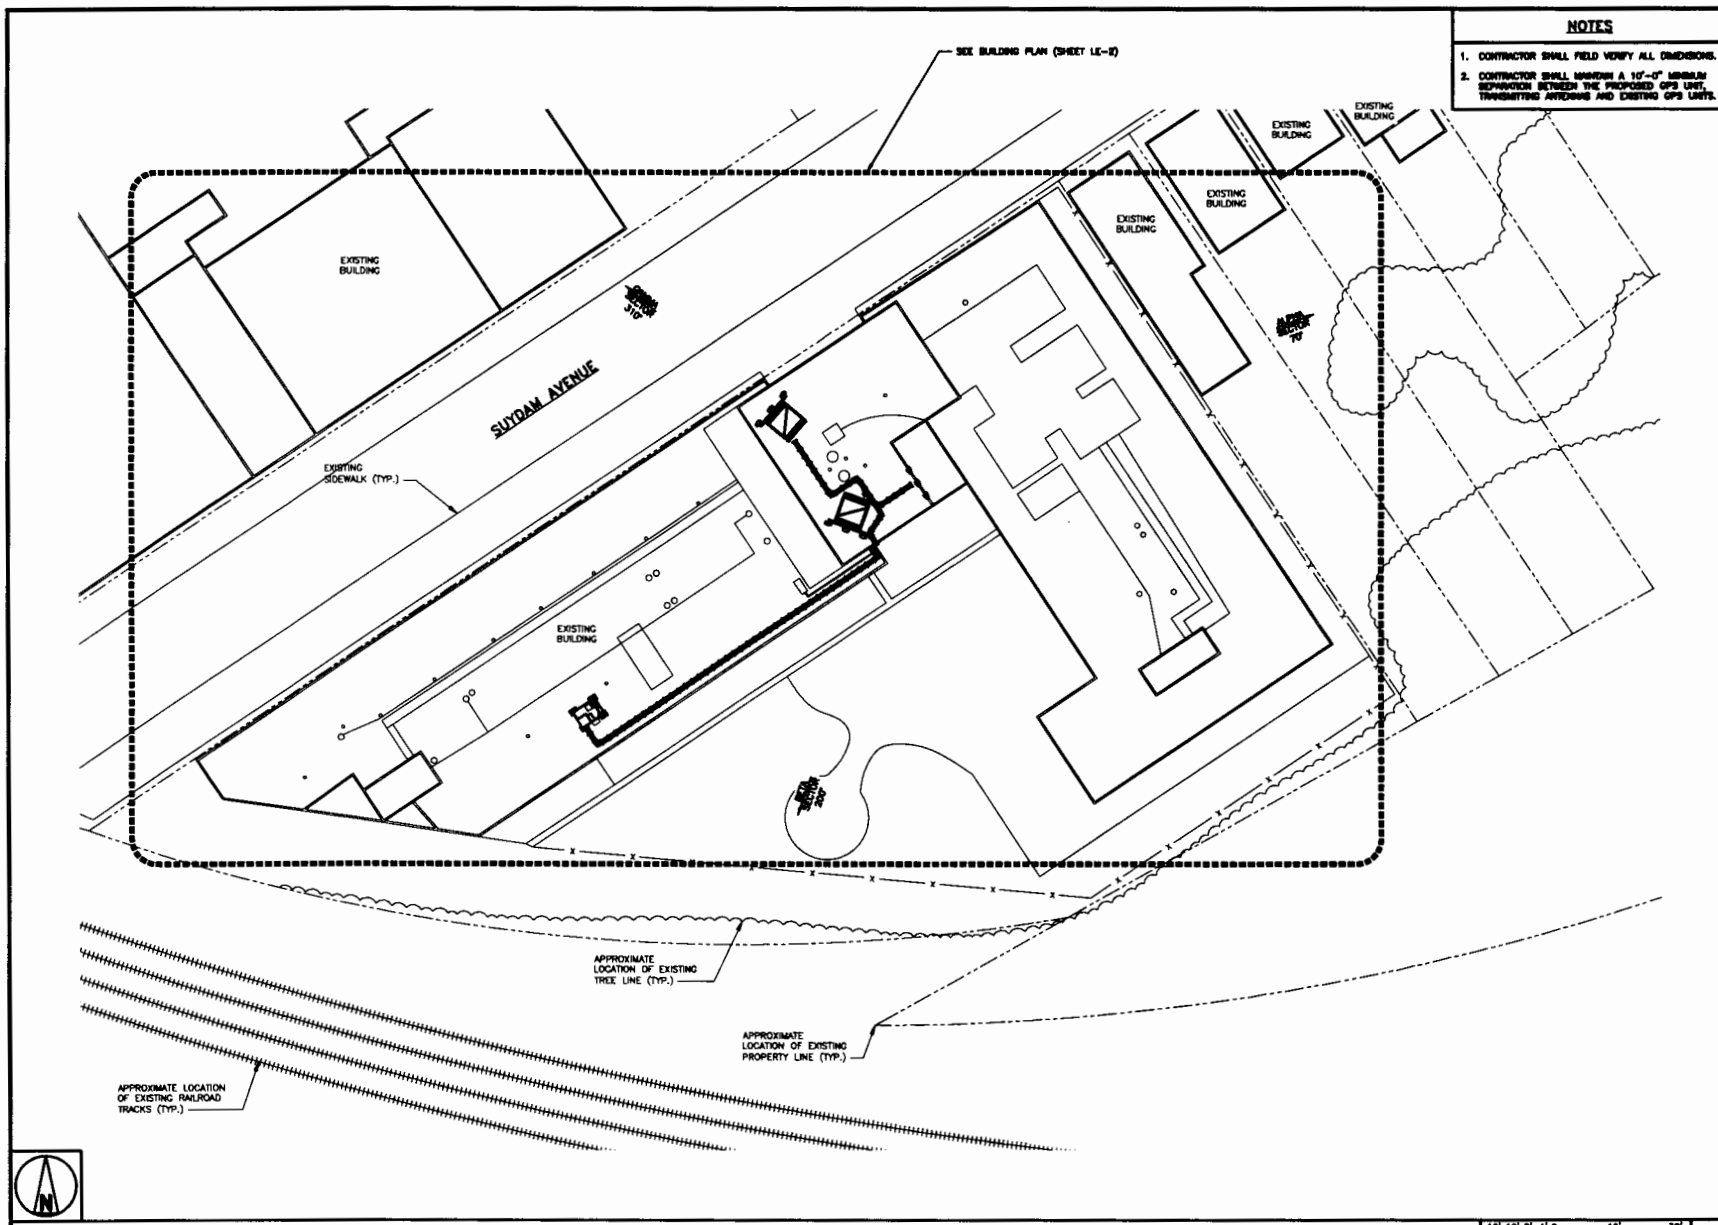 NOTES
1. CONTRACTOR SHALL FIELD VERIFY ALL DIMENSIONS.
2. CONTRACTOR SHALL MAINTAIN A 10'-0" MINIMUM
SEPARATION BETWEEN THE PROPOSED GPS UNIT,
TRANSMITTING ANTENNAS AND EXISTING GPS UNITS.
SEE BUILDING PLAN (SHEET LE-2)
EXISTING
BUILDING
EXISTING
BUILDING
EXISTING
BUILDING
EXISTING
BUILDING
EXISTING
BUILDING
GAMMA
SECTOR
310°
ALPHA
SECTOR
70°
SUYDAM AVENUE
EXISTING
SIDEWALK (TYP.)
EXISTING
BUILDING
BETA
SECTOR
200°
APPROXIMATE
LOCATION OF EXISTING
TREE LINE (TYP.)
APPROXIMATE
LOCATION OF EXISTING
PROPERTY LINE (TYP.)
APPROXIMATE LOCATION
OF EXISTING RAILROAD
TRACKS (TYP.)
N